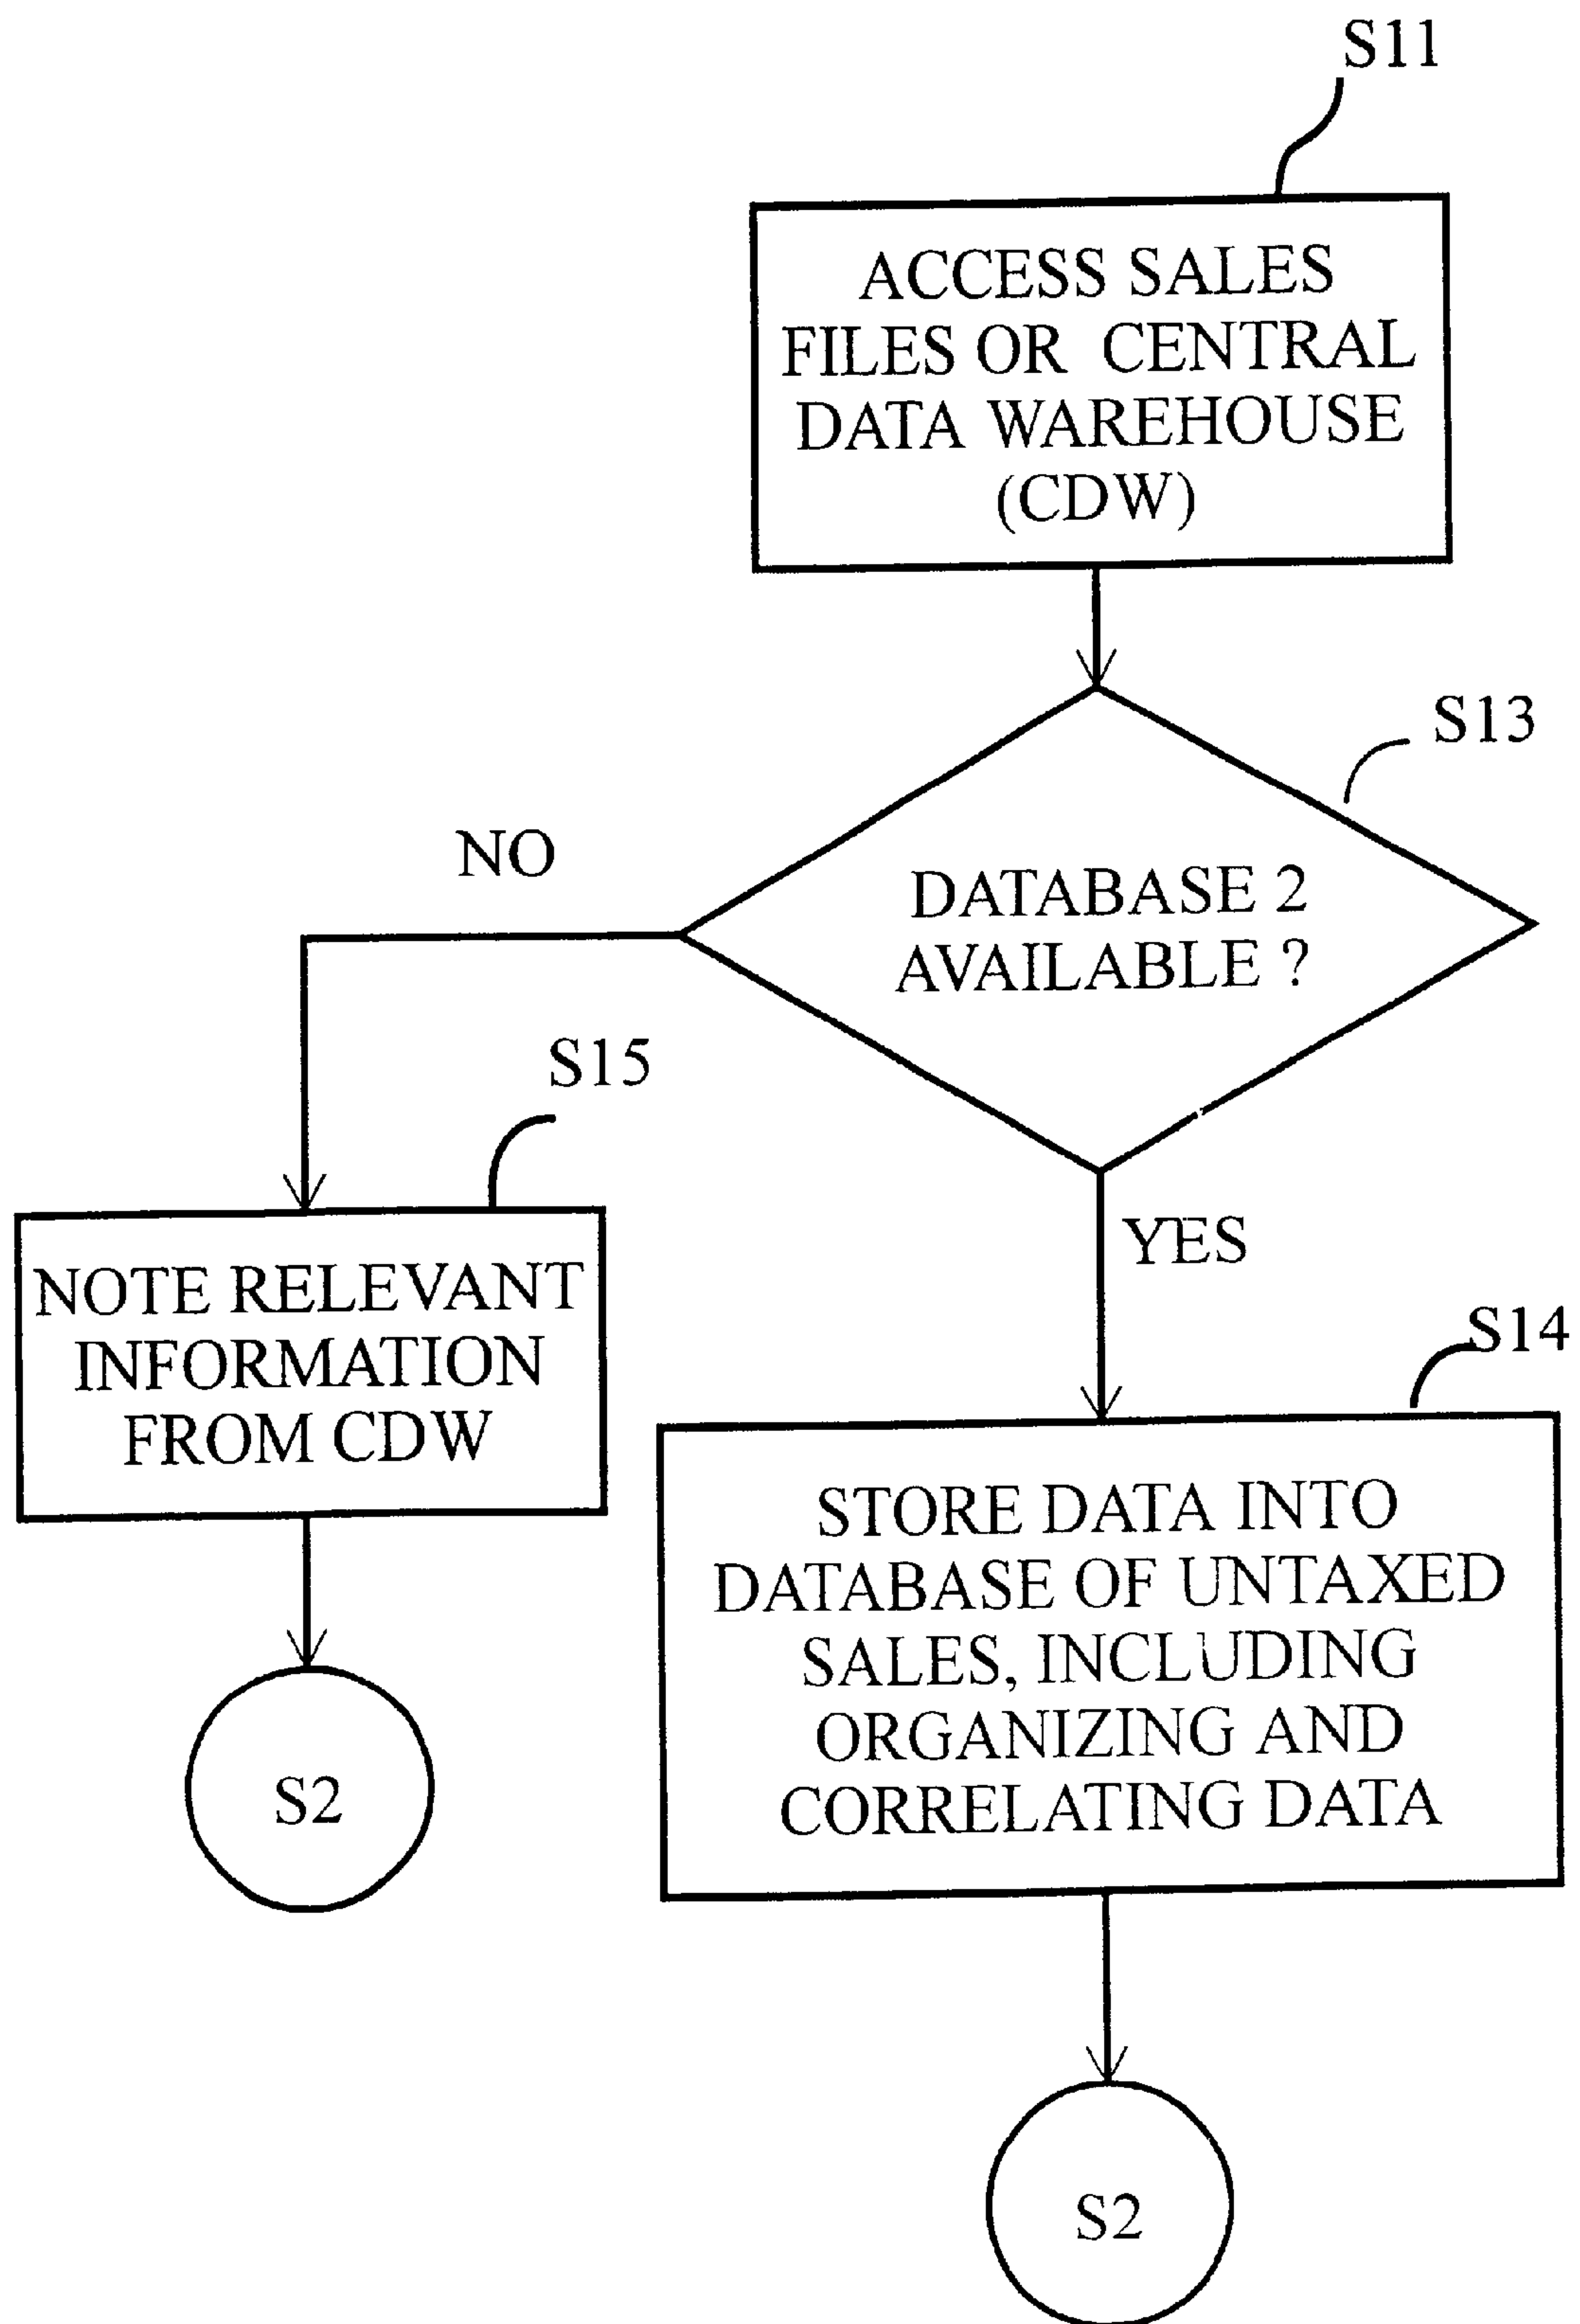 S11
ACCESS SALES
FILES OR CENTRAL
DATA WAREHOUSE
(CDW)
S13
NO
DATABASE 2
AVAILABLE ?
S15
YES
NOTE RELEVANT
INFORMATION
FROM CDW
S14
STORE DATA INTO
DATABASE OF UNTAXED
SALES, INCLUDING
ORGANIZING AND
CORRELATING DATA
S2
S2